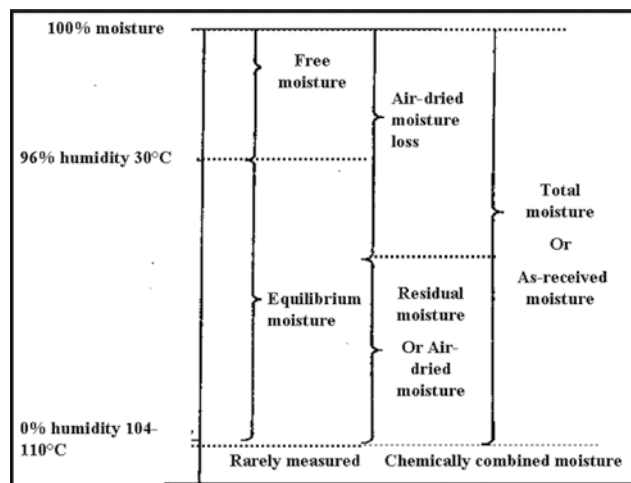 100% moisture
Free
moisture
Air-dried
moisture
loss
96% humidity 30°C
Total
moisture
Or
As-received
moisture
Equilibrium
moisture
Residual
moisture
Or Air-
dried
moisture
0% humidity 104-
110°C
Rarely measured
Chemically combined moisture